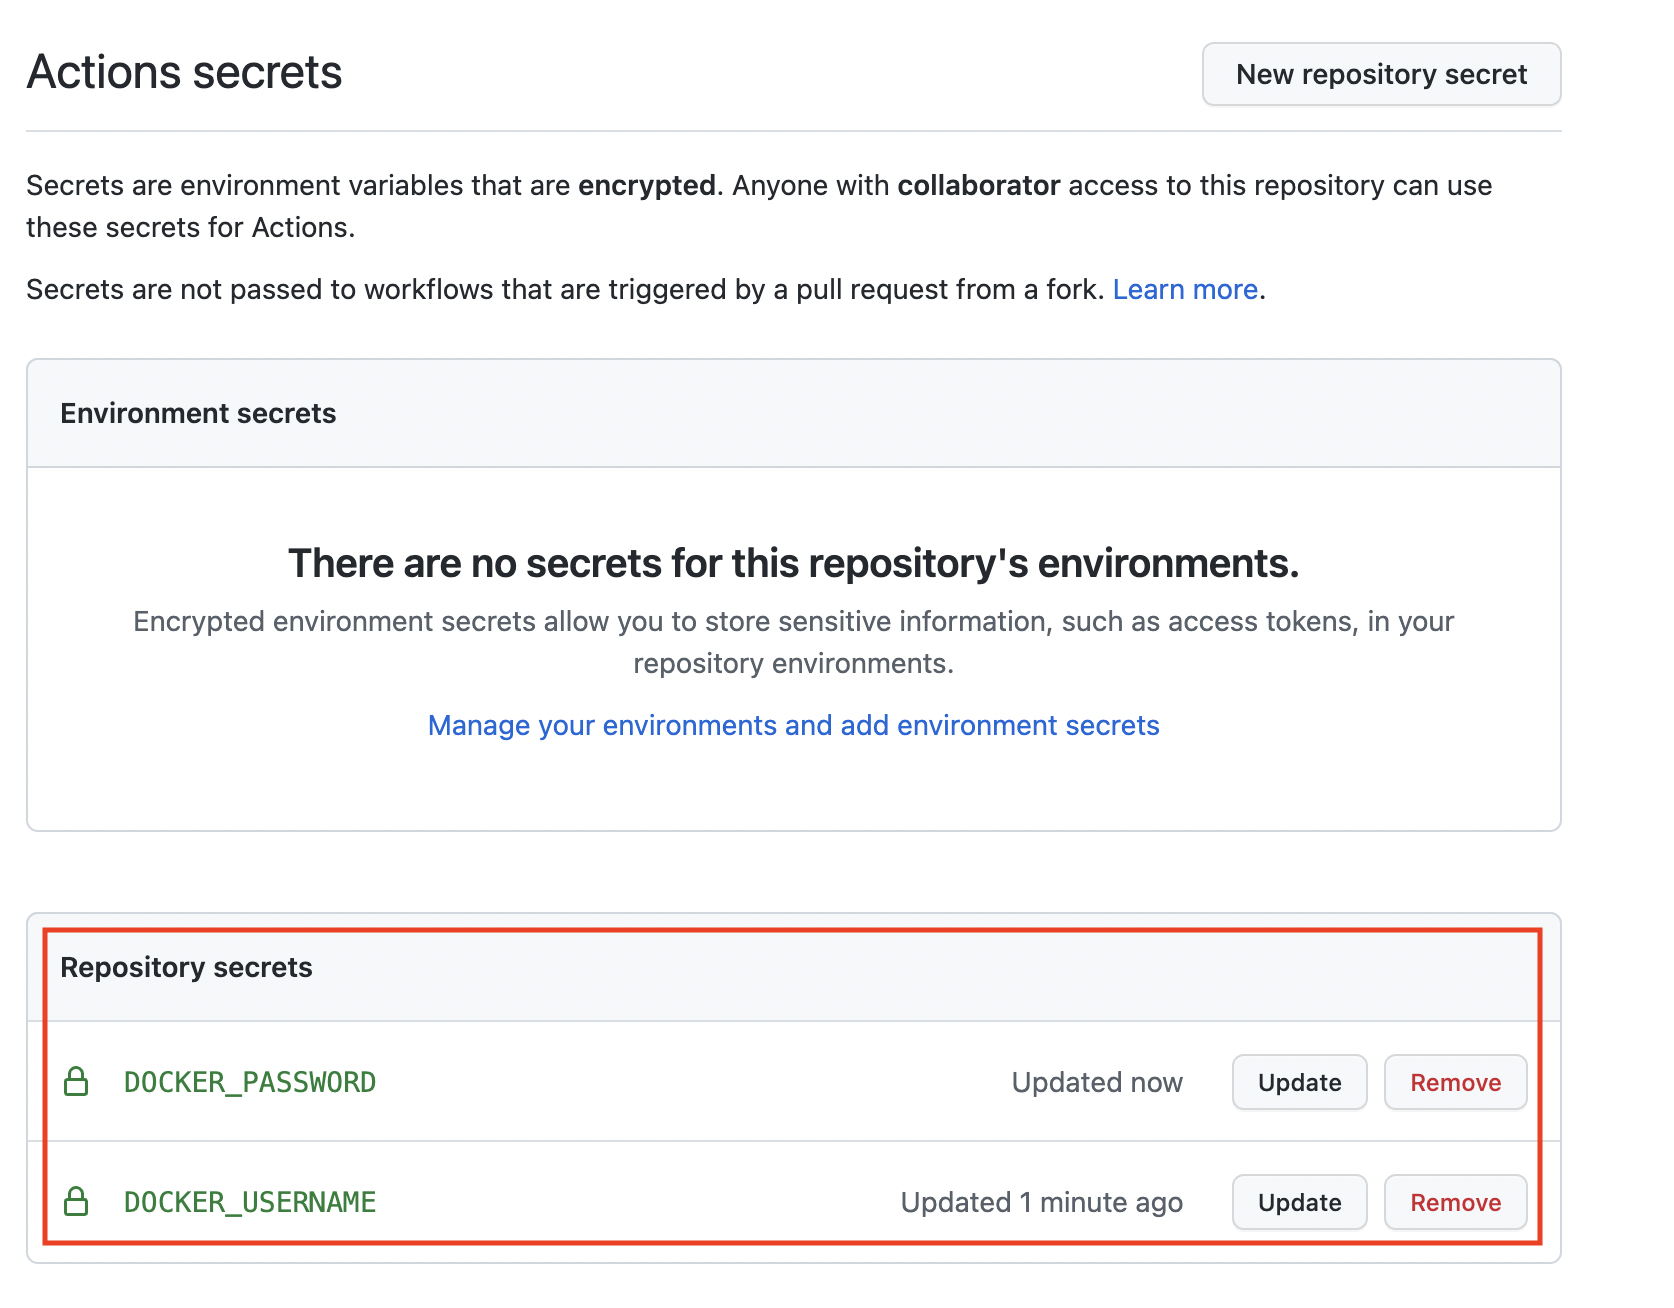 Actions secrets
New repository secret
Secrets are environment variables that are encrypted. Anyone with collaborator access to this repository can use
these secrets for Actions.
Secrets are not passed to workflows that are triggered by a pull request from a fork. Learn more.
Environment secrets
There are no secrets for this repository's environments.
Encrypted environment secrets allow you to store sensitive information, such as access tokens, in your
repository environments.
Manage your environments and add environment secrets
Repository secrets
DOCKER_PASSWORD Updated now Update Remove
DOCKER_USERNAME Updated 1 minute ago Update Remove